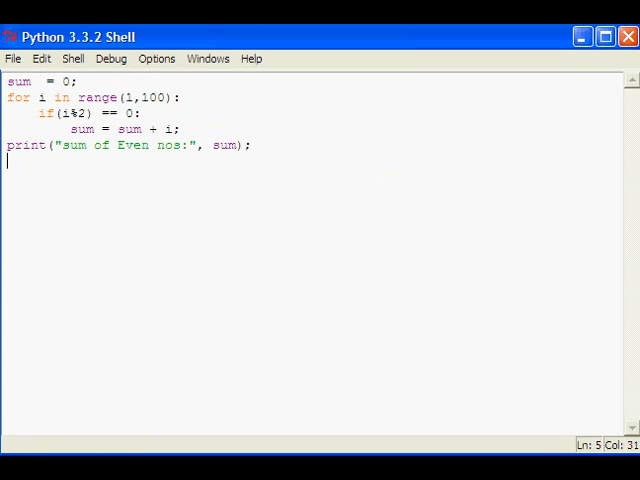 Python 3.3.2 Shell
File Edit Shell Debug Options Windows Help
sum  = 0;
for i in range(1,100):
    if(i%2) == 0:
        sum = sum + i;
print("sum of Even nos:", sum);
Ln: 5 Col: 31